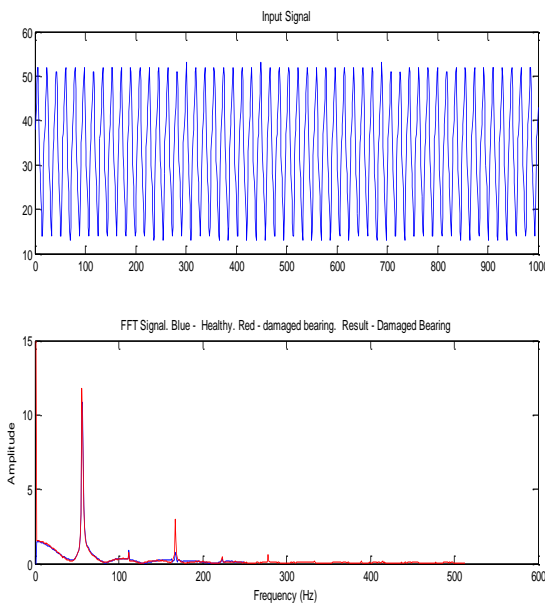 Input Signal
60
50
40
30
20
10
0 100 200 300 400 500 600 700 800 900 1000
FFT Signal. Blue - Healthy. Red - damaged bearing. Result - Damaged Bearing
15
10
5
0
Amplitude
0 100 200 300 400 500 600
Frequency (Hz)